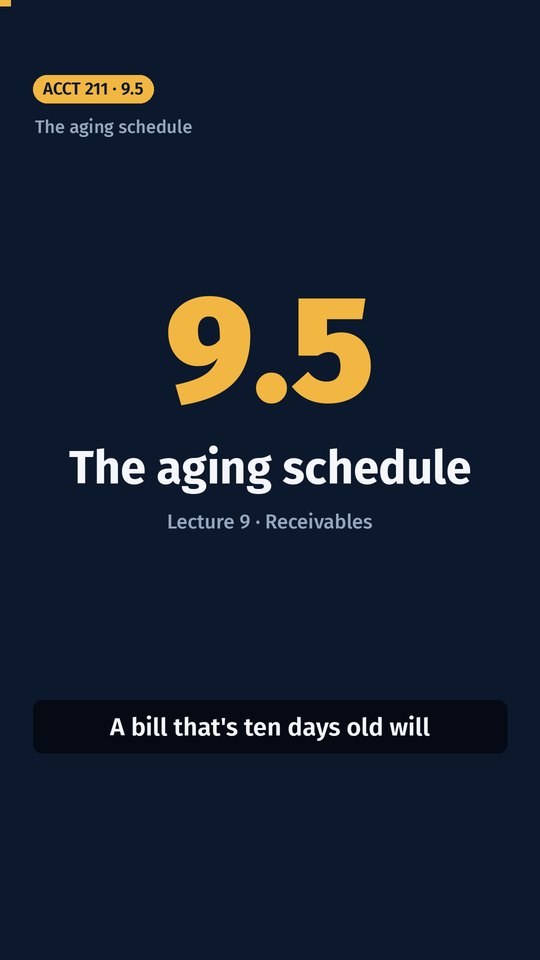 ACCT 211 · 9.5
The aging schedule
9.5
The aging schedule
Lecture 9 · Receivables
A bill that's ten days old will